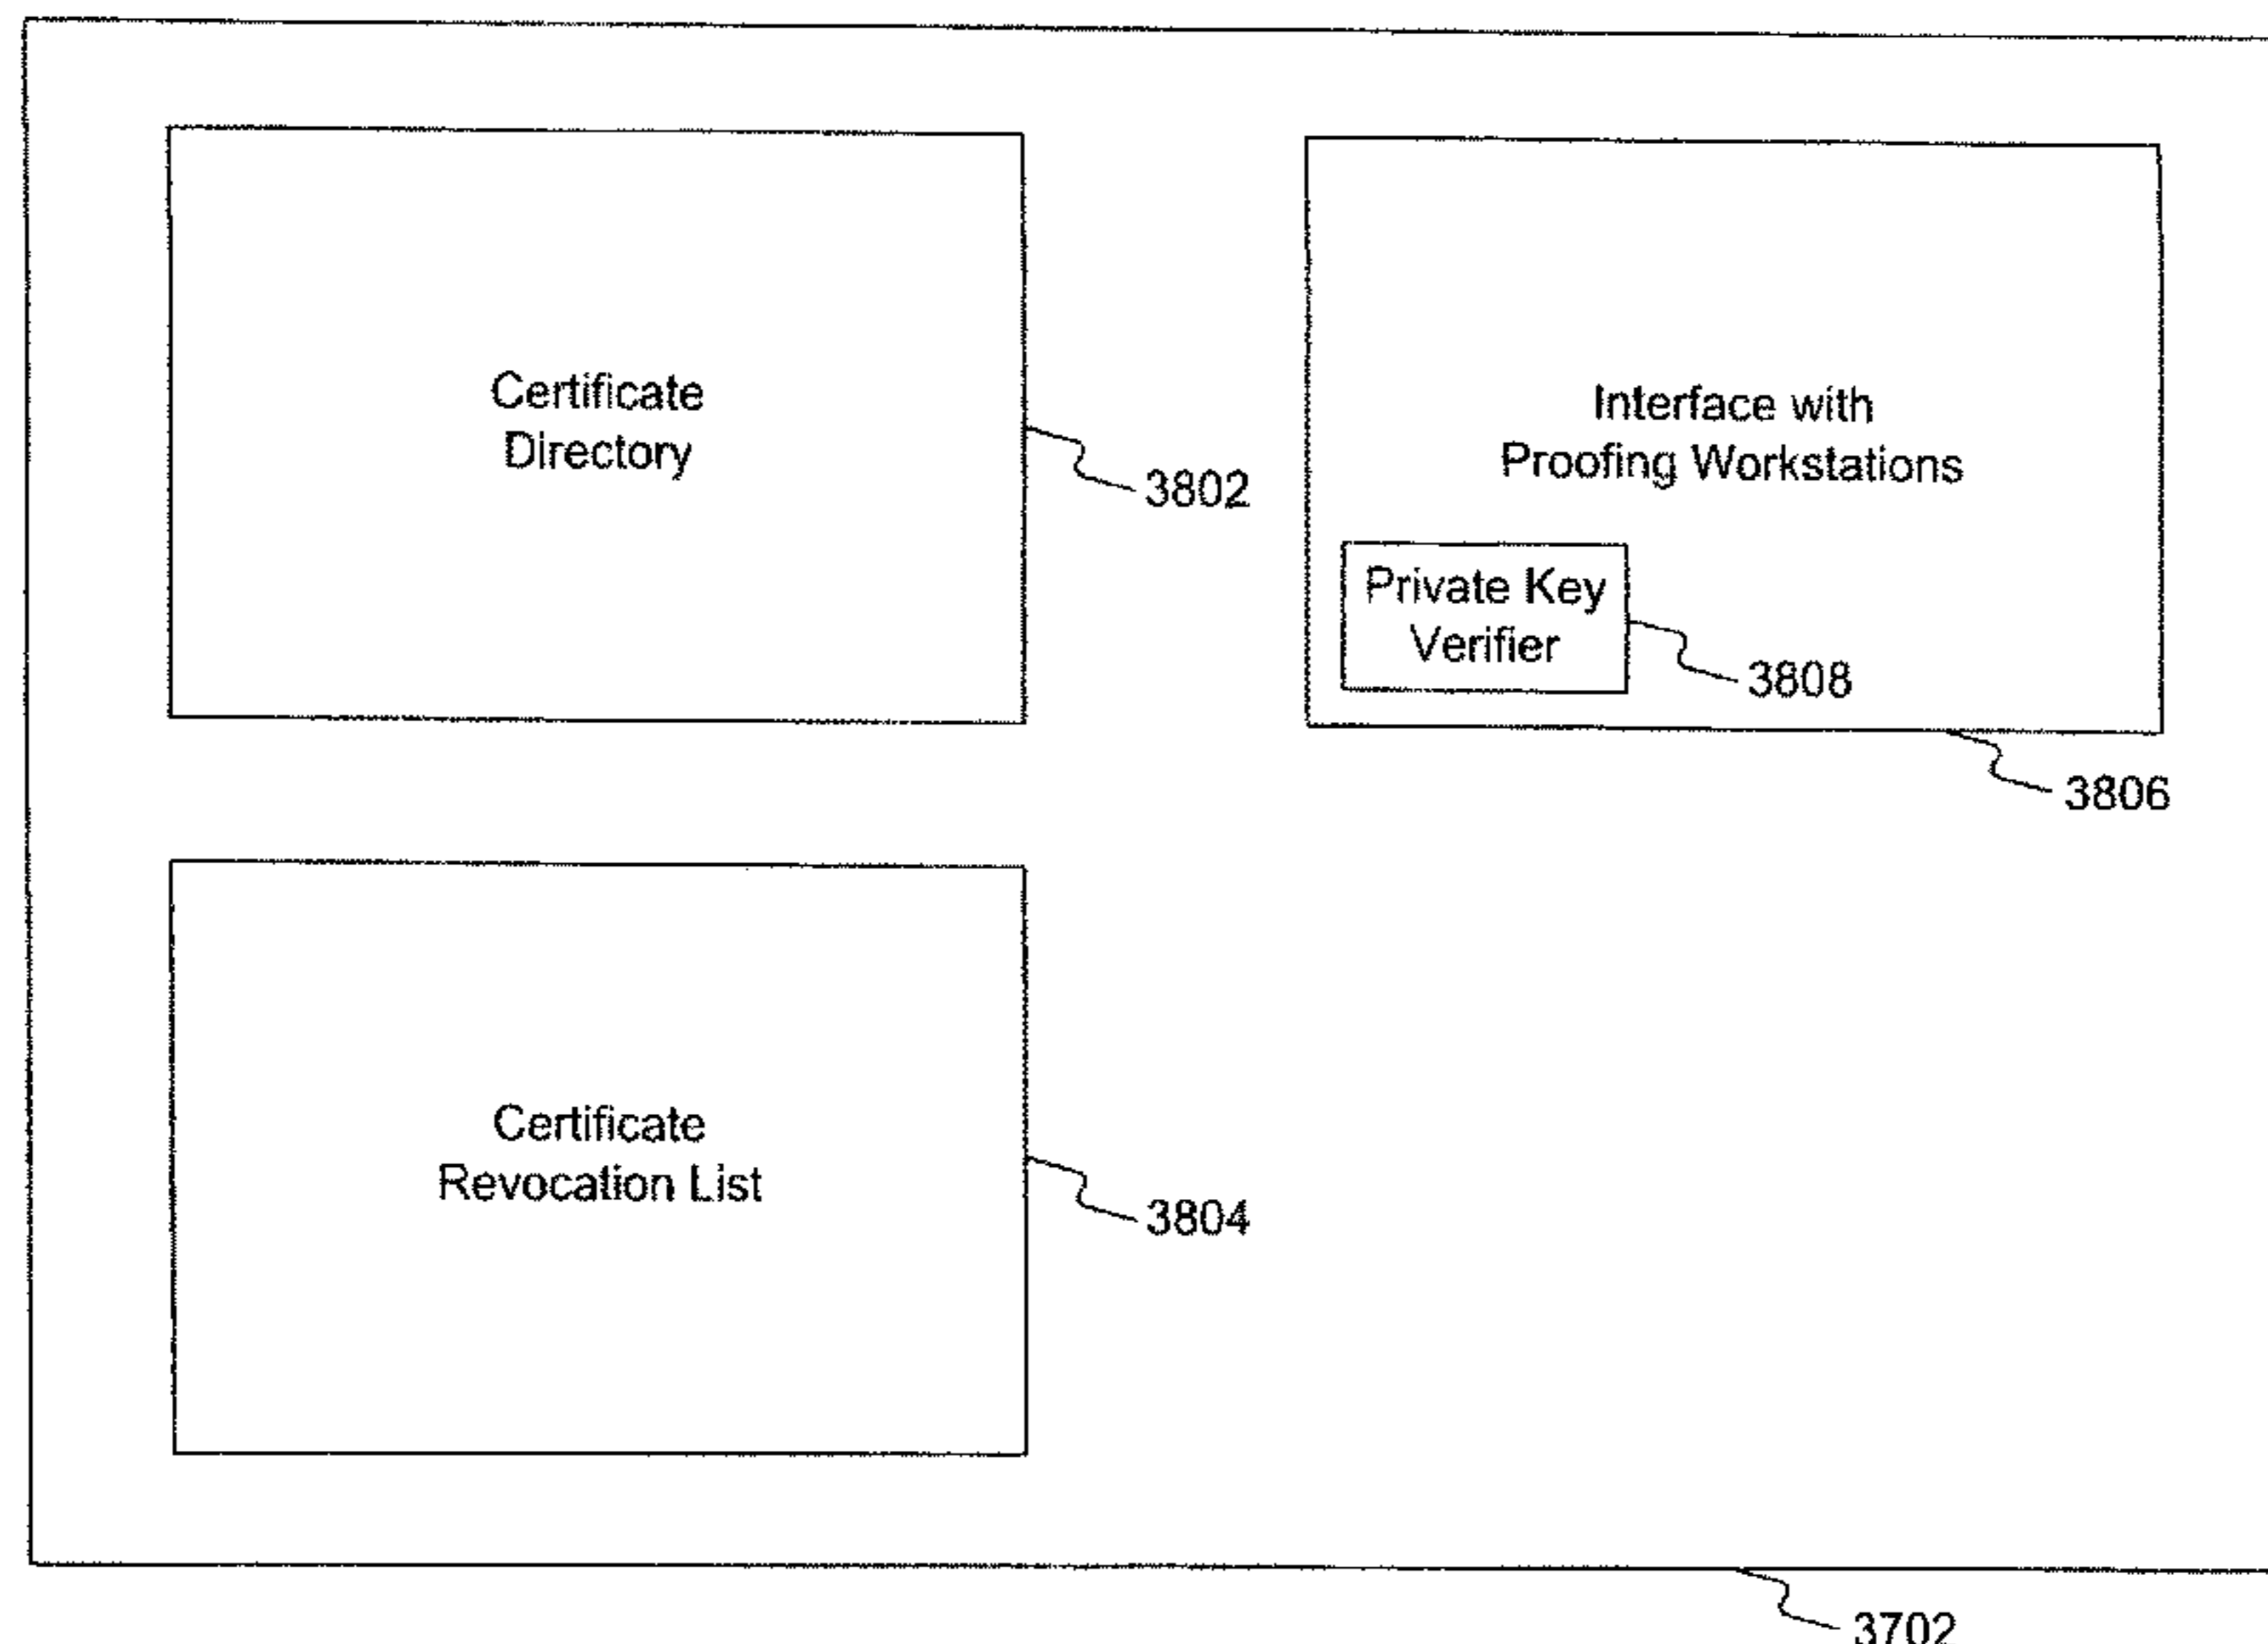 Certificate
Directory
3802
Interface with
Proofing Workstations
Private Key
Verifier
3808
3806
Certificate
Revocation List
3804
3702